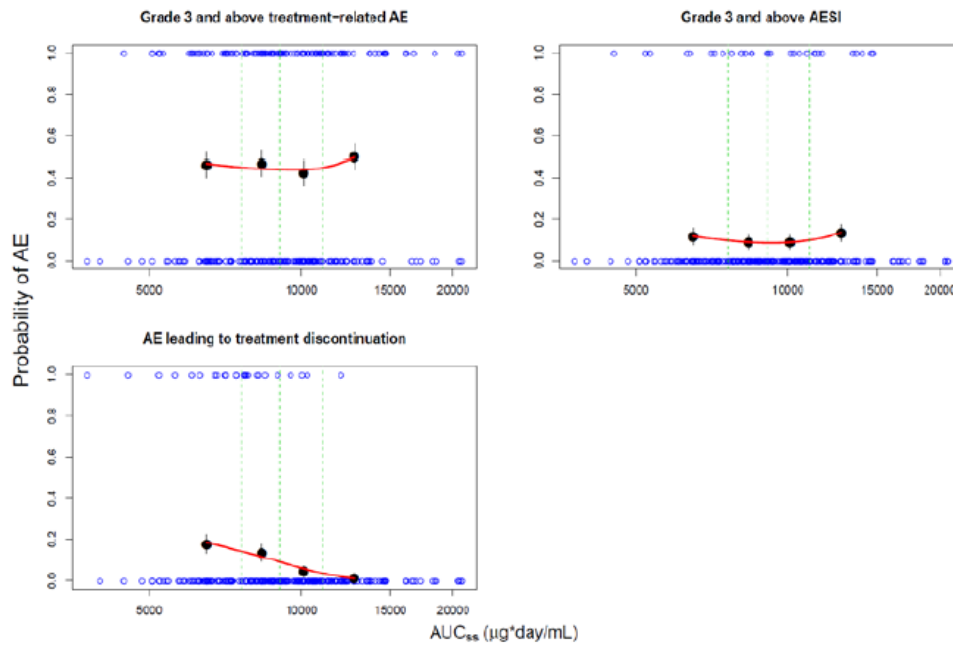 Grade 3 and above treatment-related AE
Grade 3 and above AESI
1.0
0.8
0.6
0.4
0.2
0.0
5000 10000 15000 20000
1.0
0.8
0.6
0.4
0.2
0.0
5000 10000 15000 20000
Probability of AE
AE leading to treatment discontinuation
1.0
0.8
0.6
0.4
0.2
0.0
5000 10000 15000 20000
AUCss (μg*day/mL)